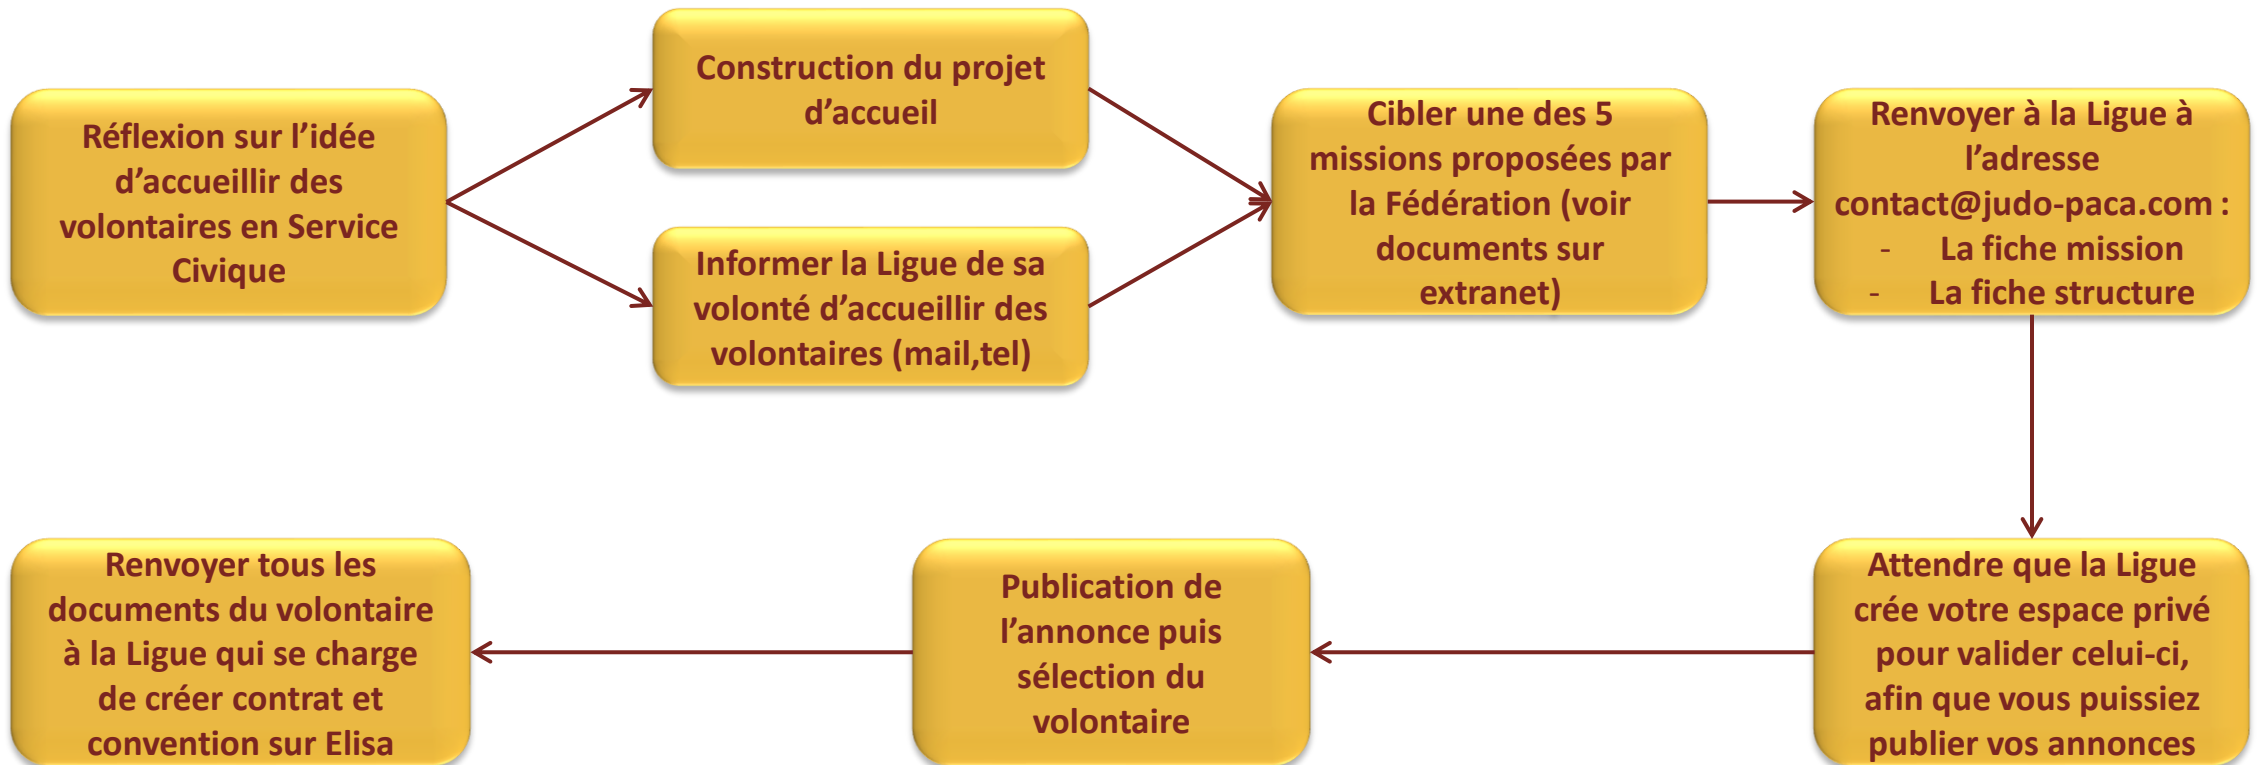 Réflexion sur l’idée
d’accueillir des
volontaires en Service
Civique
Construction du projet
d’accueil
Informer la Ligue de sa
volonté d’accueillir des
volontaires (mail,tel)
Cibler une des 5
missions proposées par
la Fédération (voir
documents sur
extranet)
Renvoyer à la Ligue à
l’adresse
contact@judo-paca.com :
- La fiche mission
- La fiche structure
Attendre que la Ligue
crée votre espace privé
pour valider celui-ci,
afin que vous puissiez
publier vos annonces
Publication de
l’annonce puis
sélection du
volontaire
Renvoyer tous les
documents du volontaire
à la Ligue qui se charge
de créer contrat et
convention sur Elisa